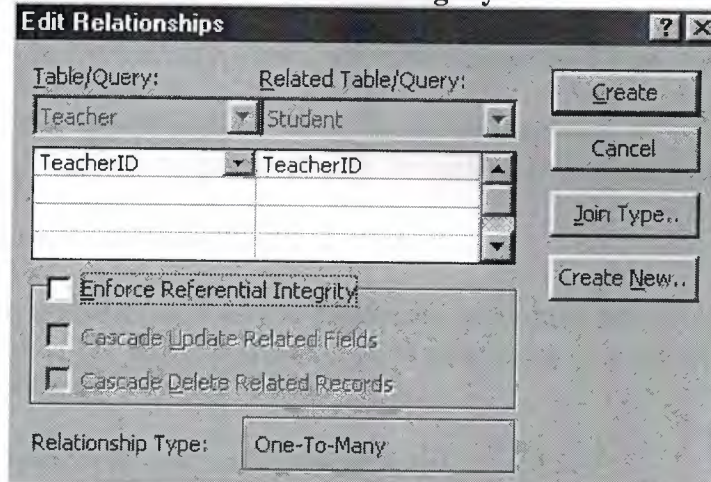 Edit Relationships ? ×
Table/Query: Related Table/Query:
Teacher Student
TeacherID TeacherID
Create
Cancel
Join Type..
Create New..
Enforce Referential Integrity
Cascade Update Related Fields
Cascade Delete Related Records
Relationship Type: One-To-Many